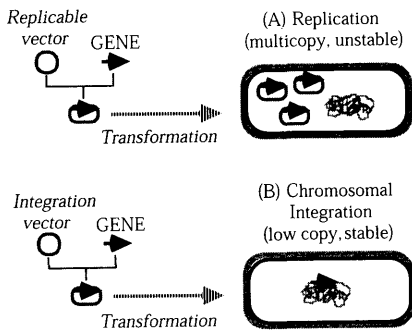 Replicable
vector
GENE
Transformation
(A) Replication
(multicopy, unstable)
Integration
vector
GENE
Transformation
(B) Chromosomal
Integration
(low copy, stable)